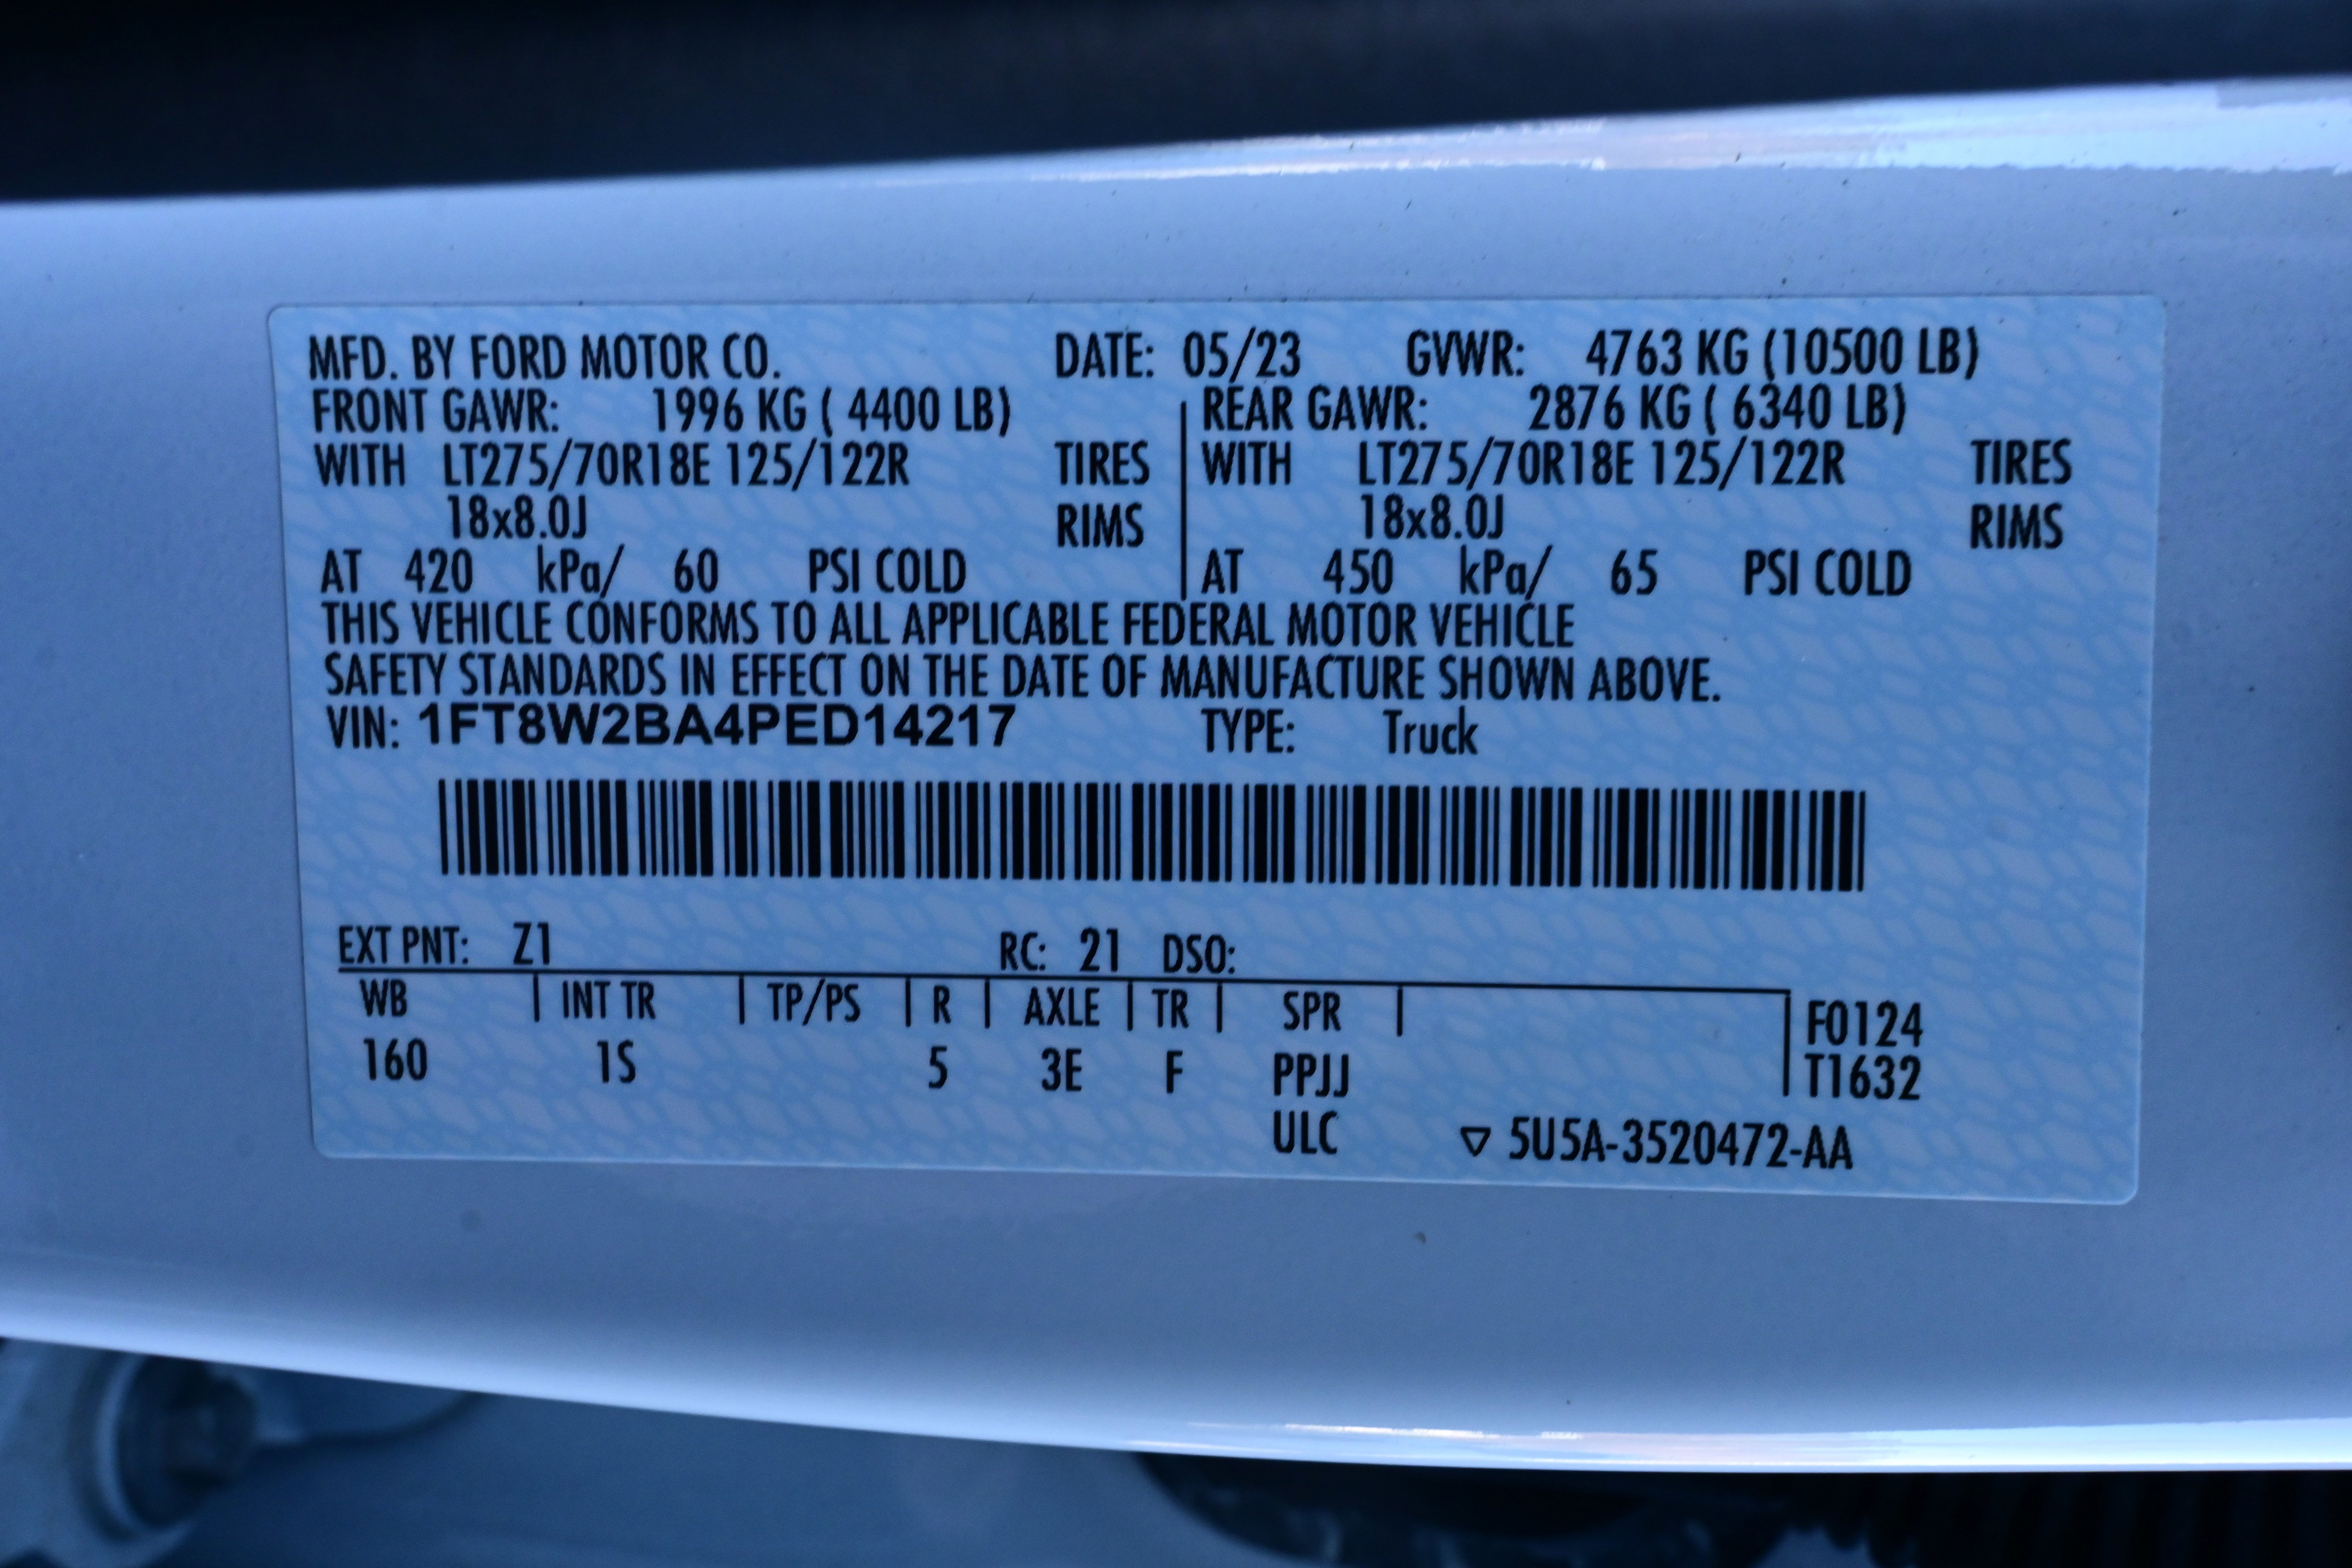 MFD. BY FORD MOTOR CO. DATE: 05/23 GVWR: 4763 KG (10500 LB)
FRONT GAWR: 1996 KG ( 4400 LB) REAR GAWR: 2876 KG ( 6340 LB)
WITH LT275/70R18E 125/122R TIRES WITH LT275/70R18E 125/122R TIRES
18x8.0J RIMS 18x8.0J RIMS
AT 420 kPa/ 60 PSI COLD AT 450 kPa/ 65 PSI COLD
THIS VEHICLE CONFORMS TO ALL APPLICABLE FEDERAL MOTOR VEHICLE
SAFETY STANDARDS IN EFFECT ON THE DATE OF MANUFACTURE SHOWN ABOVE.
VIN: 1FT8W2BA4PED14217 TYPE: Truck
EXT PNT: Z1 RC: 21 DSO:
WB | INT TR | TP/PS | R | AXLE | TR | SPR | F0124
160 1S 5 3E F PPJJ T1632
ULC ▽ 5U5A-3520472-AA